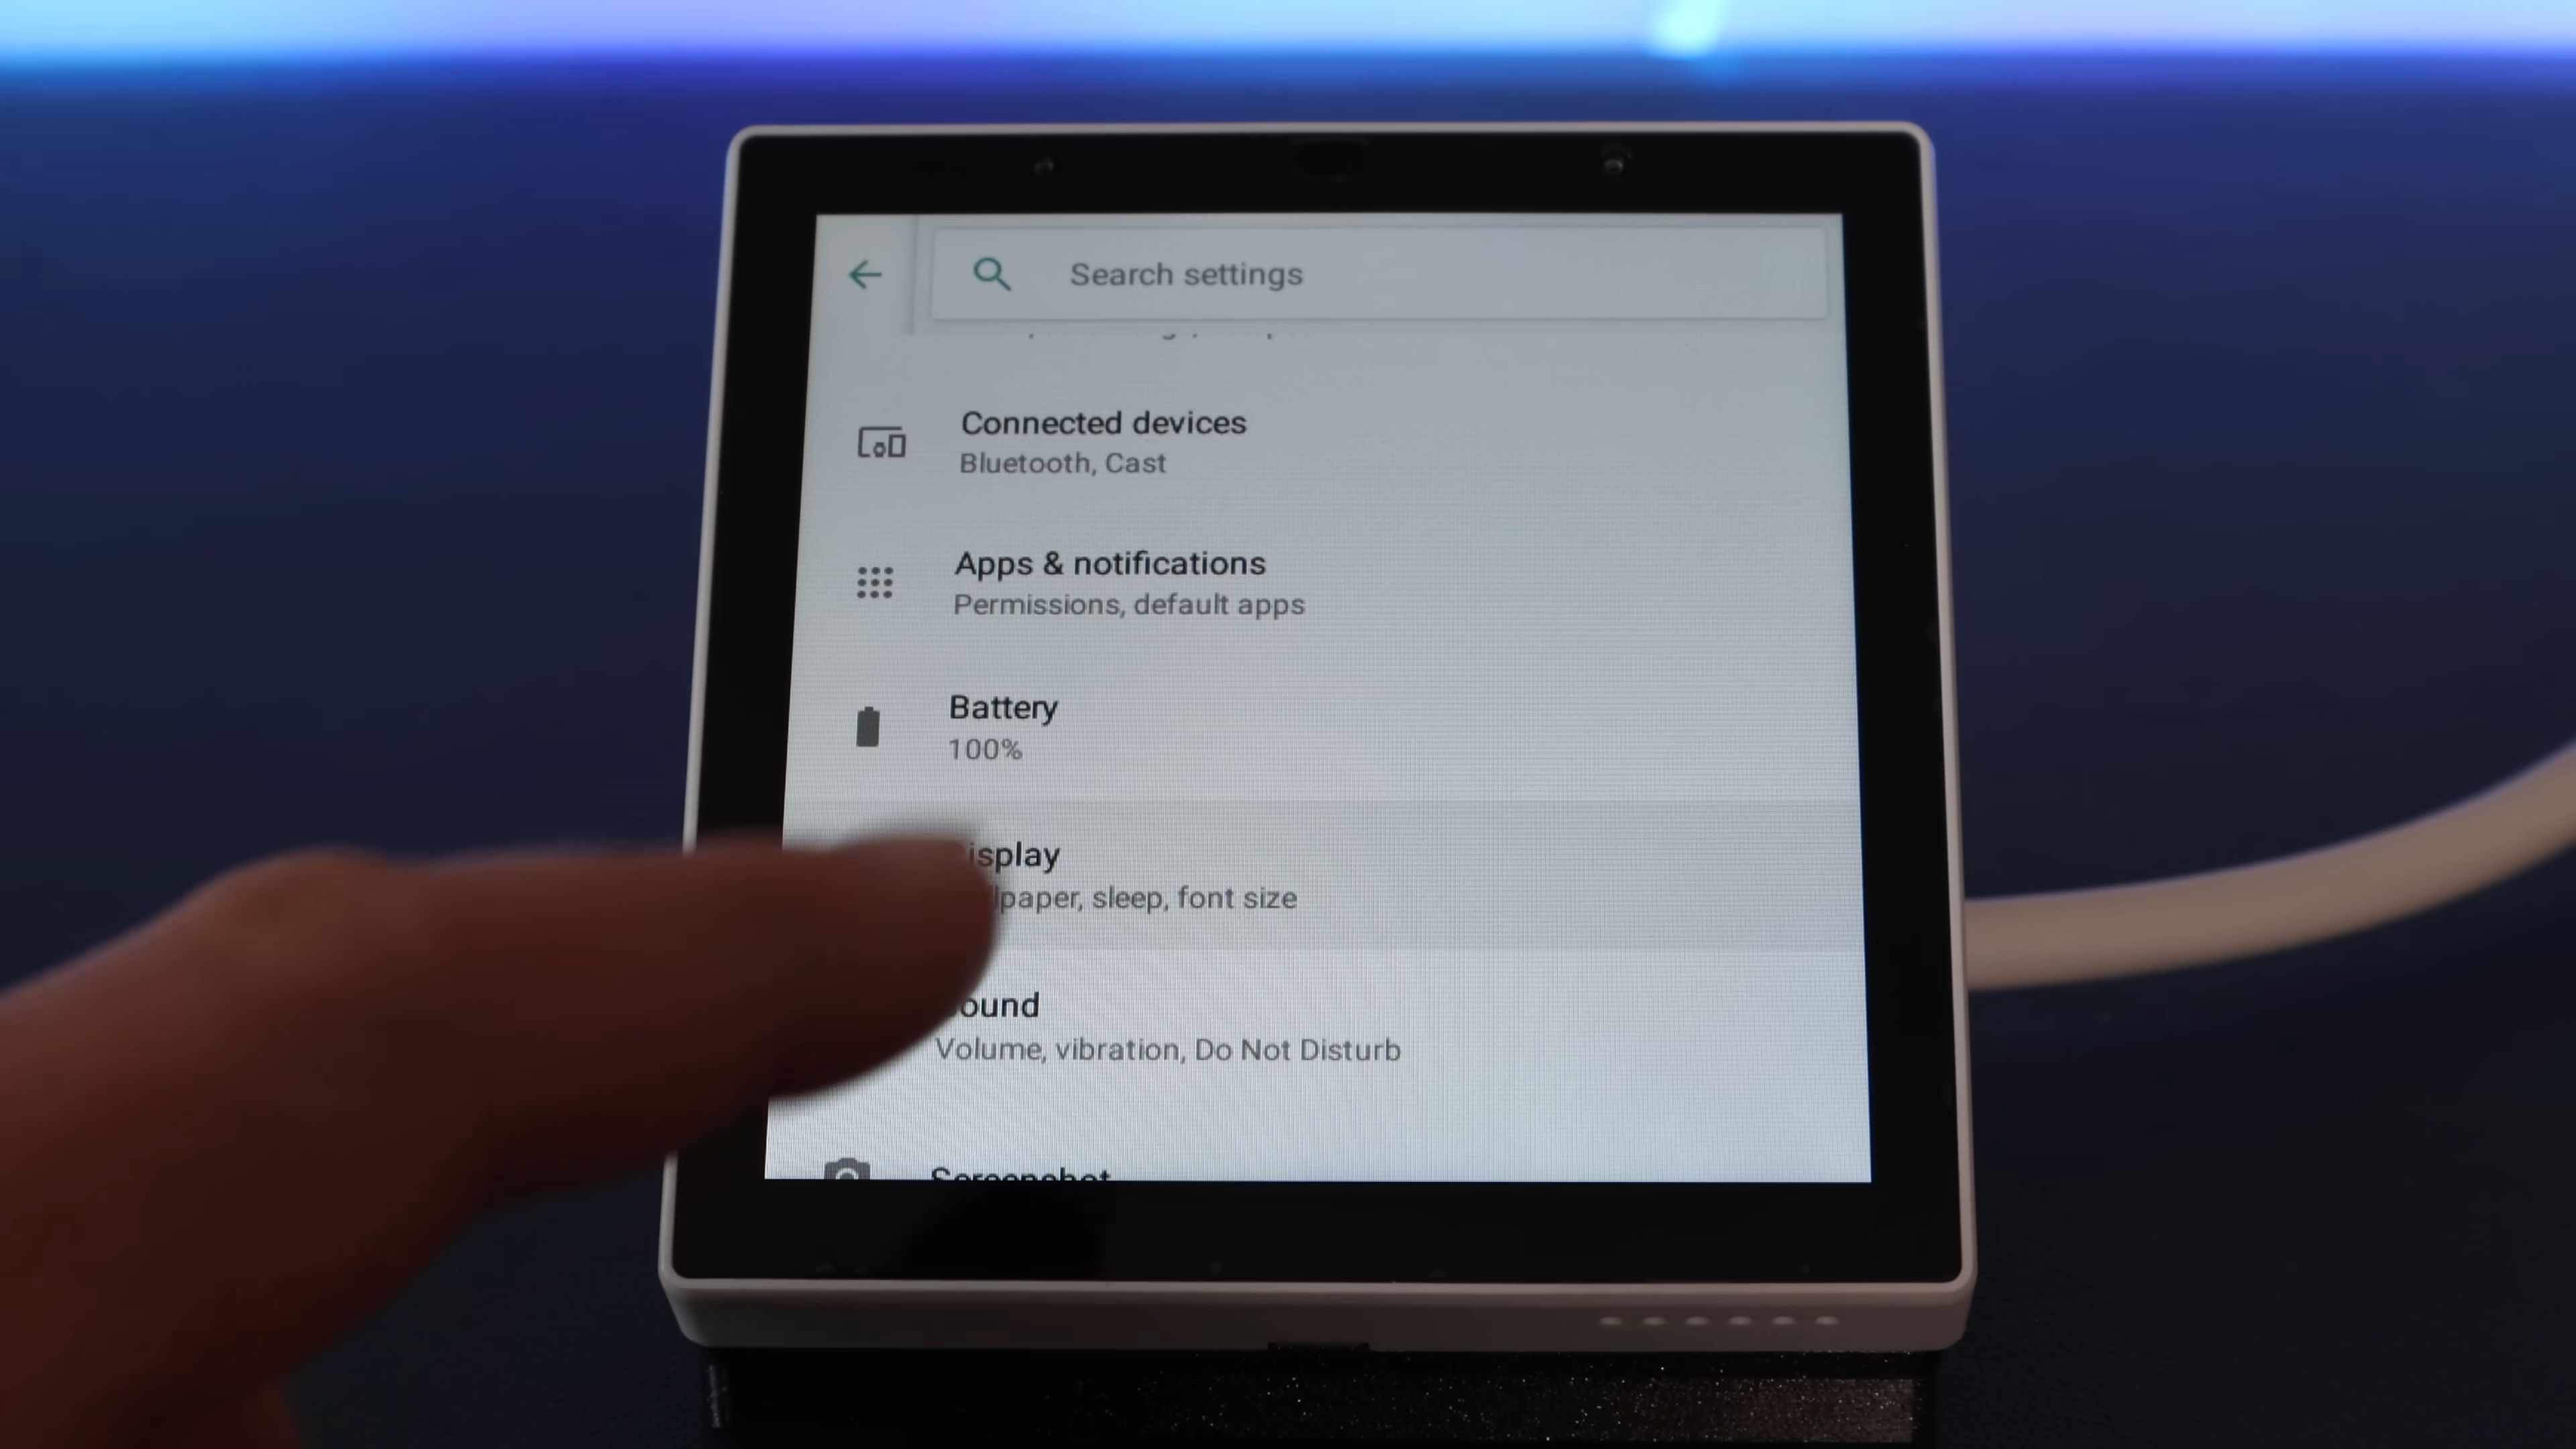 Search settings
Connected devices
Bluetooth, Cast
Apps & notifications
Permissions, default apps
Battery
100%
isplay
lpaper, sleep, font size
ound
Volume, vibration, Do Not Disturb
Screenshot